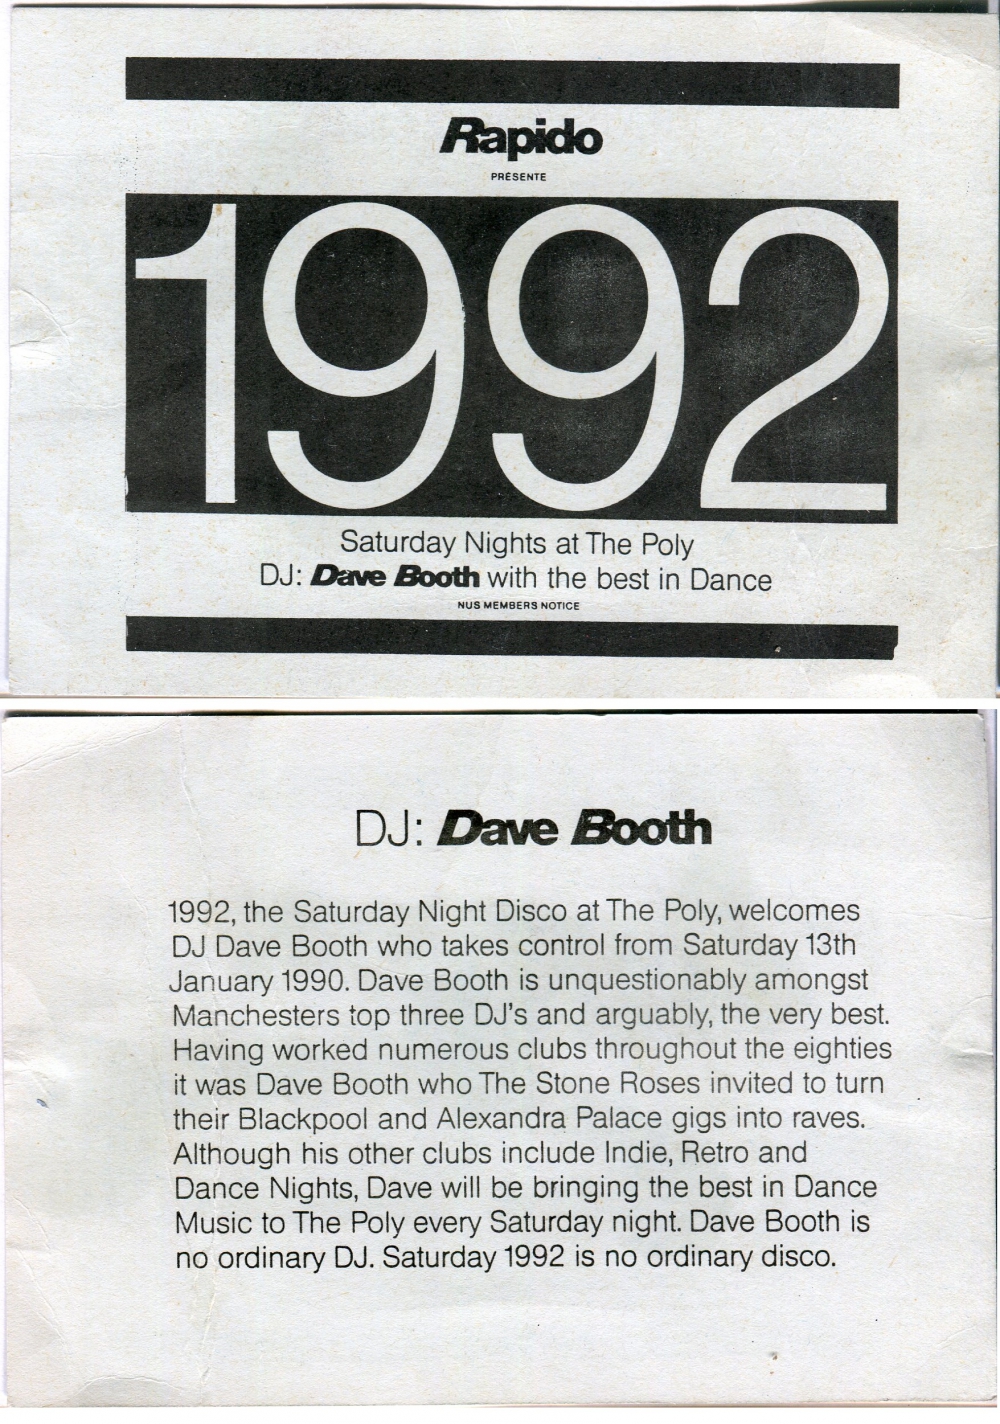 Rapido
PRÉSENTE
1992
Saturday Nights at The Poly
DJ: Dave Booth with the best in Dance
NUS MEMBERS NOTICE
DJ: Dave Booth
1992, the Saturday Night Disco at The Poly, welcomes
DJ Dave Booth who takes control from Saturday 13th
January 1990. Dave Booth is unquestionably amongst
Manchesters top three DJ's and arguably, the very best.
Having worked numerous clubs throughout the eighties
it was Dave Booth who The Stone Roses invited to turn
their Blackpool and Alexandra Palace gigs into raves.
Although his other clubs include Indie, Retro and
Dance Nights, Dave will be bringing the best in Dance
Music to The Poly every Saturday night. Dave Booth is
no ordinary DJ. Saturday 1992 is no ordinary disco.